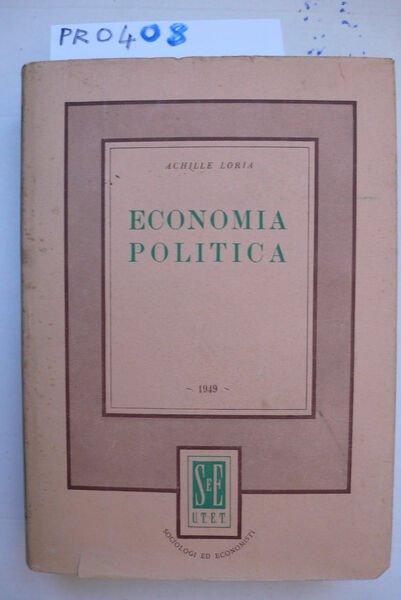 PRO408
ACHILLE LORIA
ECONOMIA
POLITICA
- 1949 -
S E E
U.T.E.T.
SOCIOLOGI ED ECONOMISTI